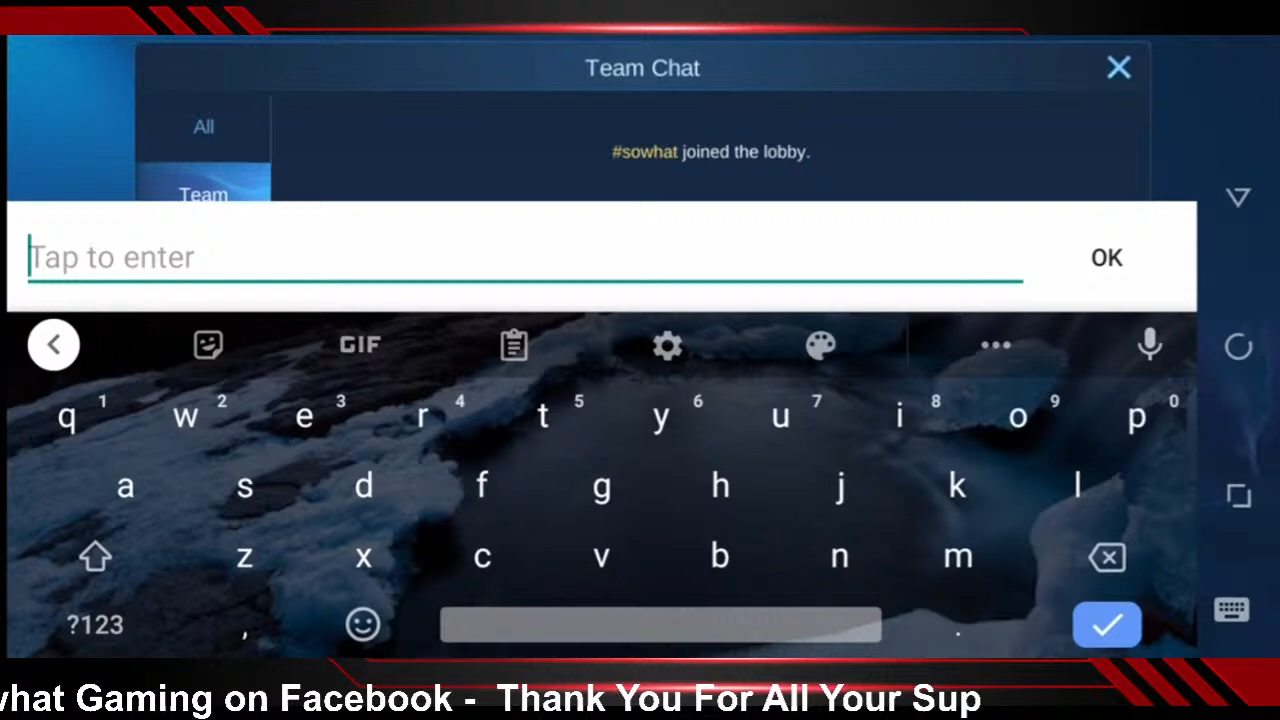 Team Chat
All
#sowhat joined the lobby.
Team
Tap to enter
OK
GIF
q 1 w 2 e 3 r 4 t 5 y 6 u 7 i 8 o 9 p 0
a s d f g h j k l
z x c v b n m
?123 , .
what Gaming on Facebook - Thank You For All Your Sup